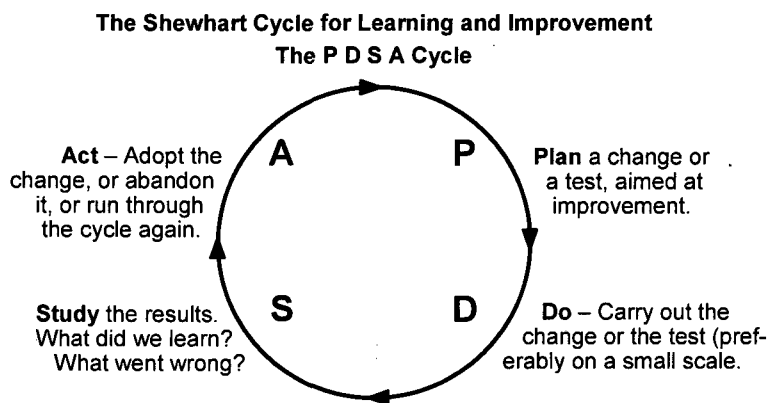 The Shewhart Cycle for Learning and Improvement
The P D S A Cycle
A
P
Act – Adopt the
change, or abandon
it, or run through
the cycle again.
Plan a change or
a test, aimed at
improvement.
S
D
Study the results.
What did we learn?
What went wrong?
Do – Carry out the
change or the test (pref-
erably on a small scale.